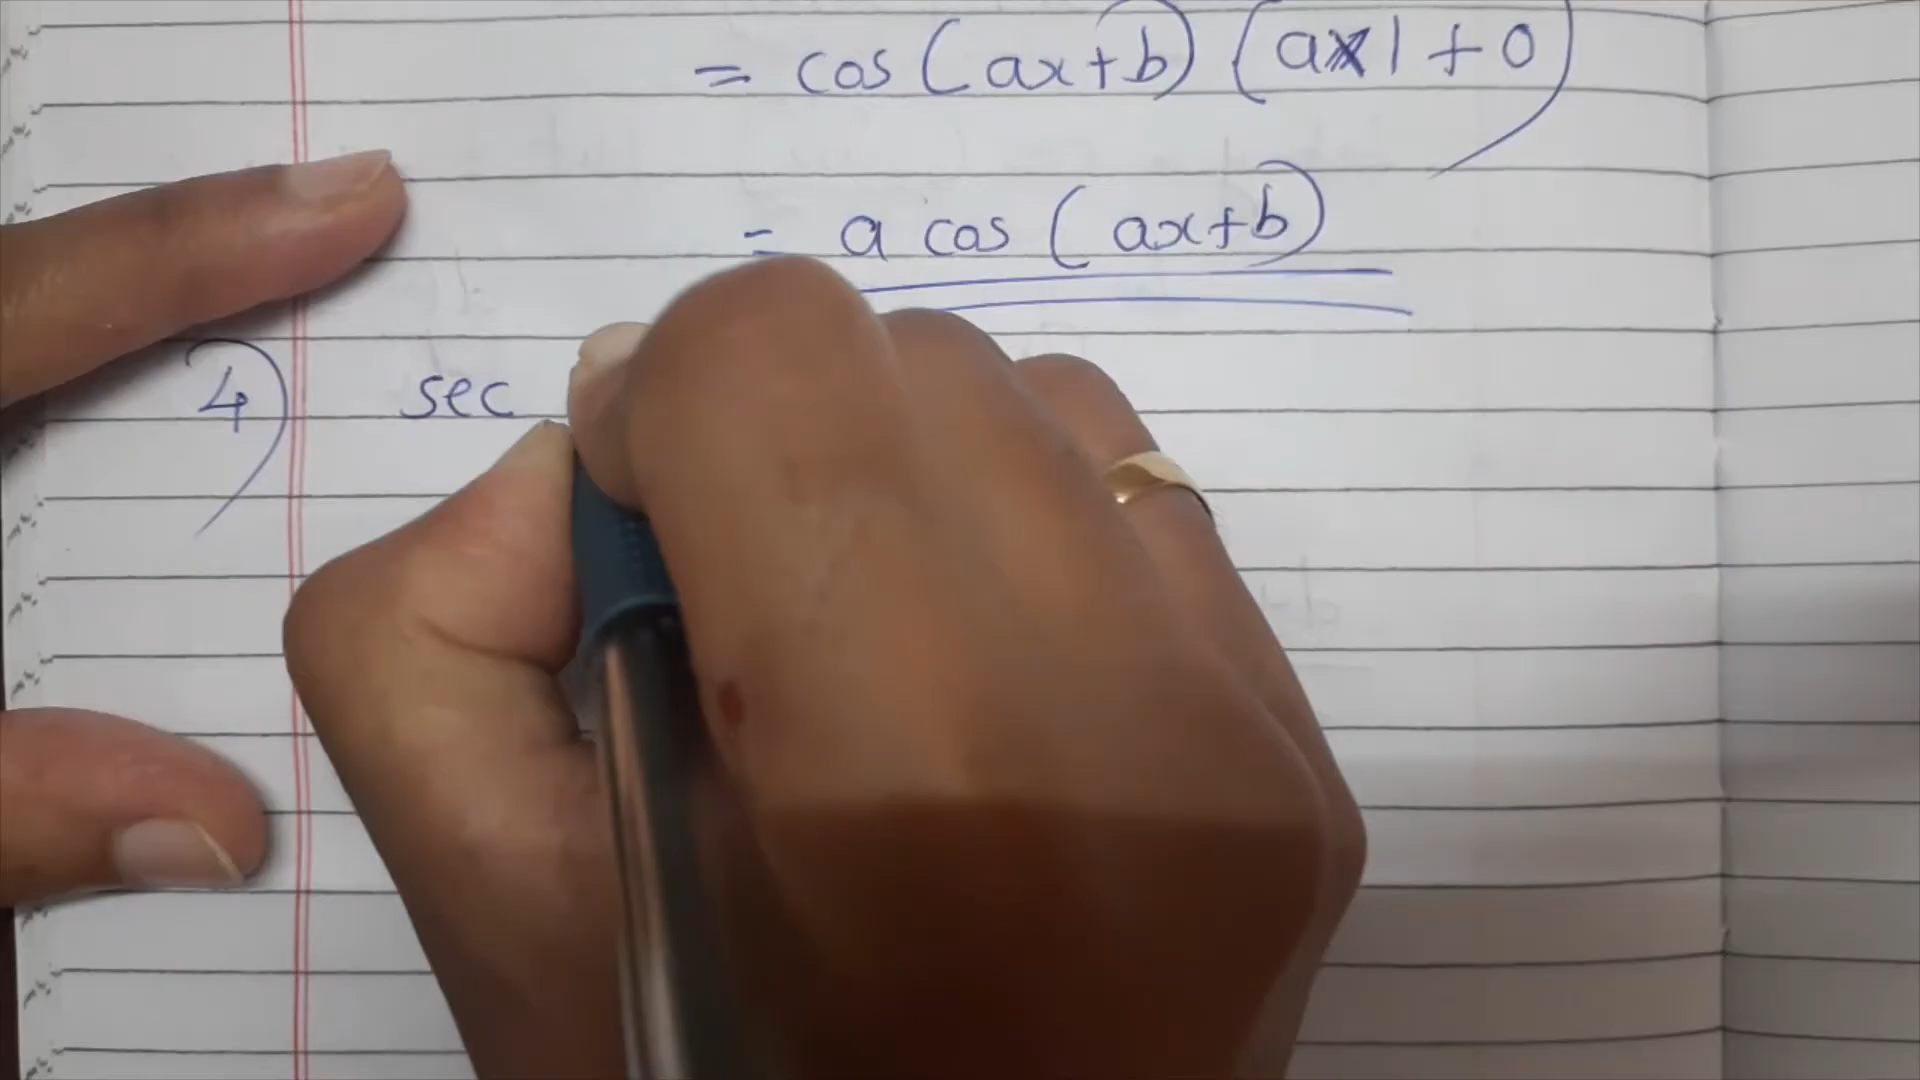 = cos (ax+b) (a×1 + 0)
= a cos (ax+b)
4) sec